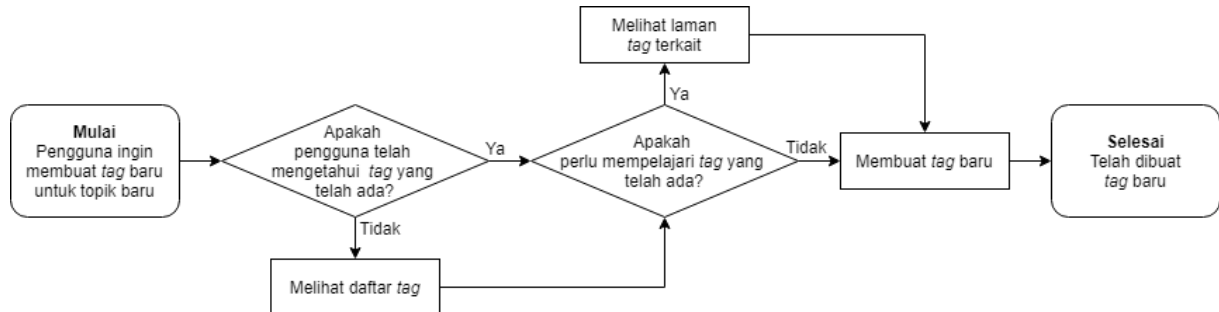 Mulai
Pengguna ingin
membuat tag baru
untuk topik baru
Apakah
pengguna telah
mengetahui tag yang
telah ada?
Ya
Tidak
Melihat daftar tag
Apakah
perlu mempelajari tag yang
telah ada?
Ya
Melihat laman
tag terkait
Tidak
Membuat tag baru
Selesai
Telah dibuat
tag baru